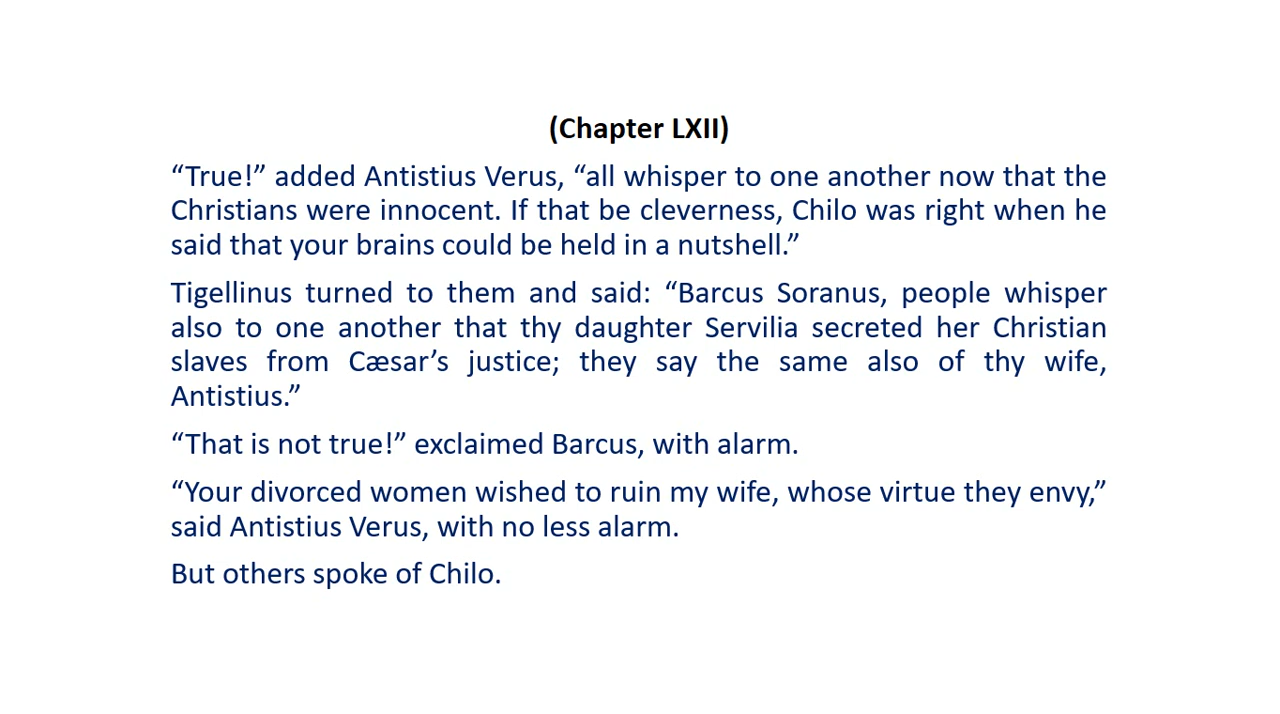 (Chapter LXII)
“True!” added Antistius Verus, “all whisper to one another now that the
Christians were innocent. If that be cleverness, Chilo was right when he
said that your brains could be held in a nutshell.”
Tigellinus turned to them and said: “Barcus Soranus, people whisper
also to one another that thy daughter Servilia secreted her Christian
slaves from Cæsar’s justice; they say the same also of thy wife,
Antistius.”
“That is not true!” exclaimed Barcus, with alarm.
“Your divorced women wished to ruin my wife, whose virtue they envy,”
said Antistius Verus, with no less alarm.
But others spoke of Chilo.